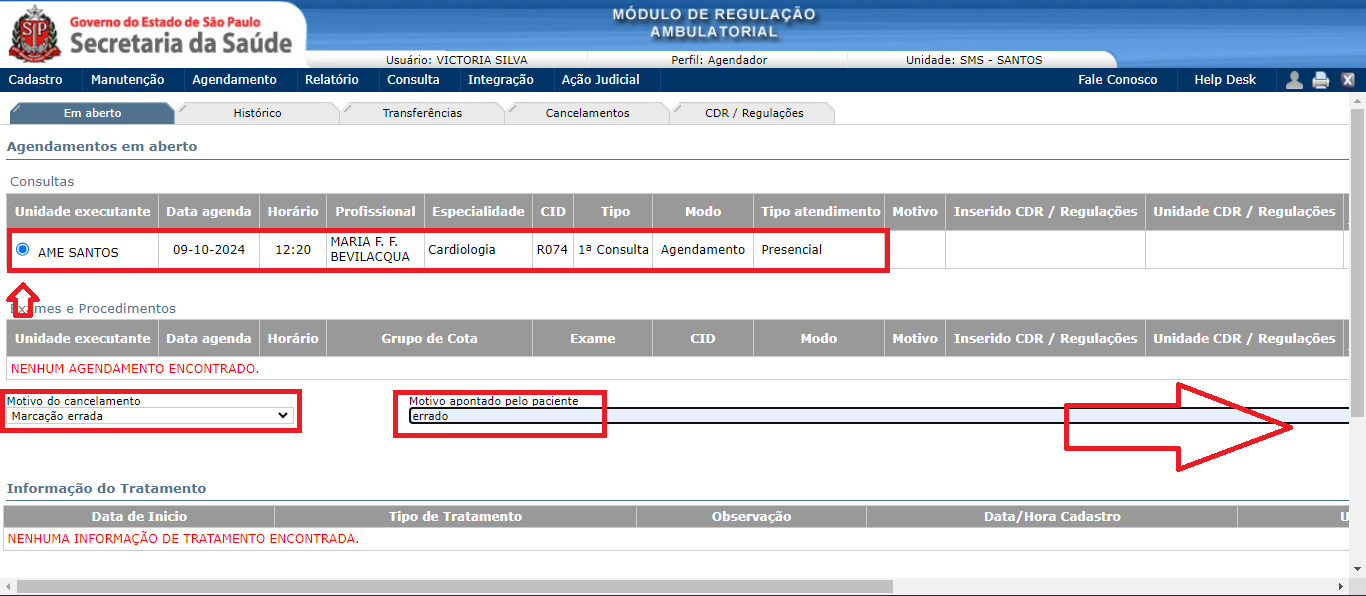 SP
Governo do Estado de São Paulo
Secretaria da Saúde
MÓDULO DE REGULAÇÃO
AMBULATORIAL
Usuário: VICTORIA SILVA Perfil: Agendador Unidade: SMS - SANTOS
Cadastro Manutenção Agendamento Relatório Consulta Integração Ação Judicial Fale Conosco Help Desk
Em aberto Histórico Transferências Cancelamentos CDR / Regulações
Agendamentos em aberto
Consultas
Unidade executante Data agenda Horário Profissional Especialidade CID Tipo Modo Tipo atendimento Motivo Inserido CDR / Regulações Unidade CDR / Regulações
AME SANTOS 09-10-2024 12:20 MARIA F. F. BEVILACQUA Cardiologia R074 1ª Consulta Agendamento Presencial
Exames e Procedimentos
Unidade executante Data agenda Horário Grupo de Cota Exame CID Modo Motivo Inserido CDR / Regulações Unidade CDR / Regulações
NENHUM AGENDAMENTO ENCONTRADO.
Motivo do cancelamento Motivo apontado pelo paciente
Marcação errada errado
Informação do Tratamento
Data de Inicio Tipo de Tratamento Observação Data/Hora Cadastro U
NENHUMA INFORMAÇÃO DE TRATAMENTO ENCONTRADA.